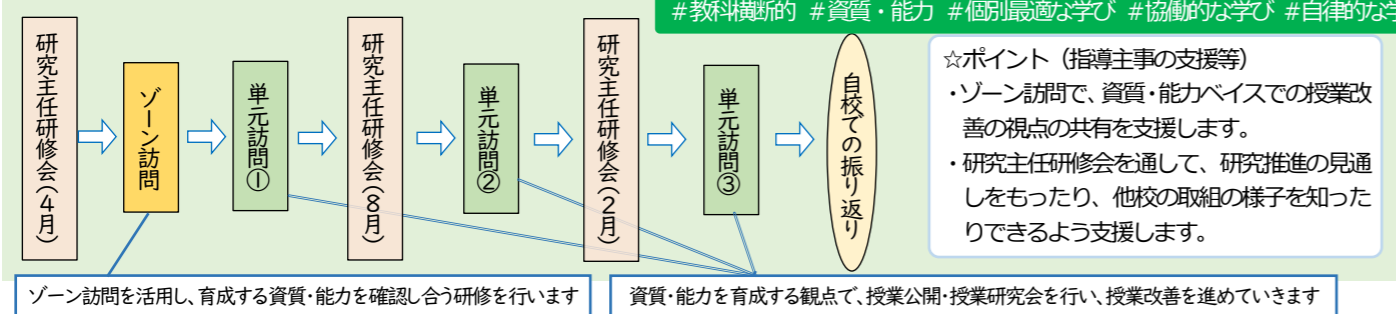 #教科横断的 #資質・能力 #個別最適な学び #協働的な学び #自律的な学
研究主任研修会(4月)
ゾーン訪問
単元訪問①
研究主任研修会(8月)
単元訪問②
研究主任研修会(2月)
単元訪問③
自校での振り返り
☆ポイント(指導主事の支援等)
・ゾーン訪問で、資質・能力ベイスでの授業改
善の視点の共有を支援します。
・研究主任研修会を通して、研究推進の見通
しをもったり、他校の取組の様子を知った
りできるよう支援します。
ゾーン訪問を活用し、育成する資質・能力を確認し合う研修を行います
資質・能力を育成する観点で、授業公開・授業研究会を行い、授業改善を進めていきます